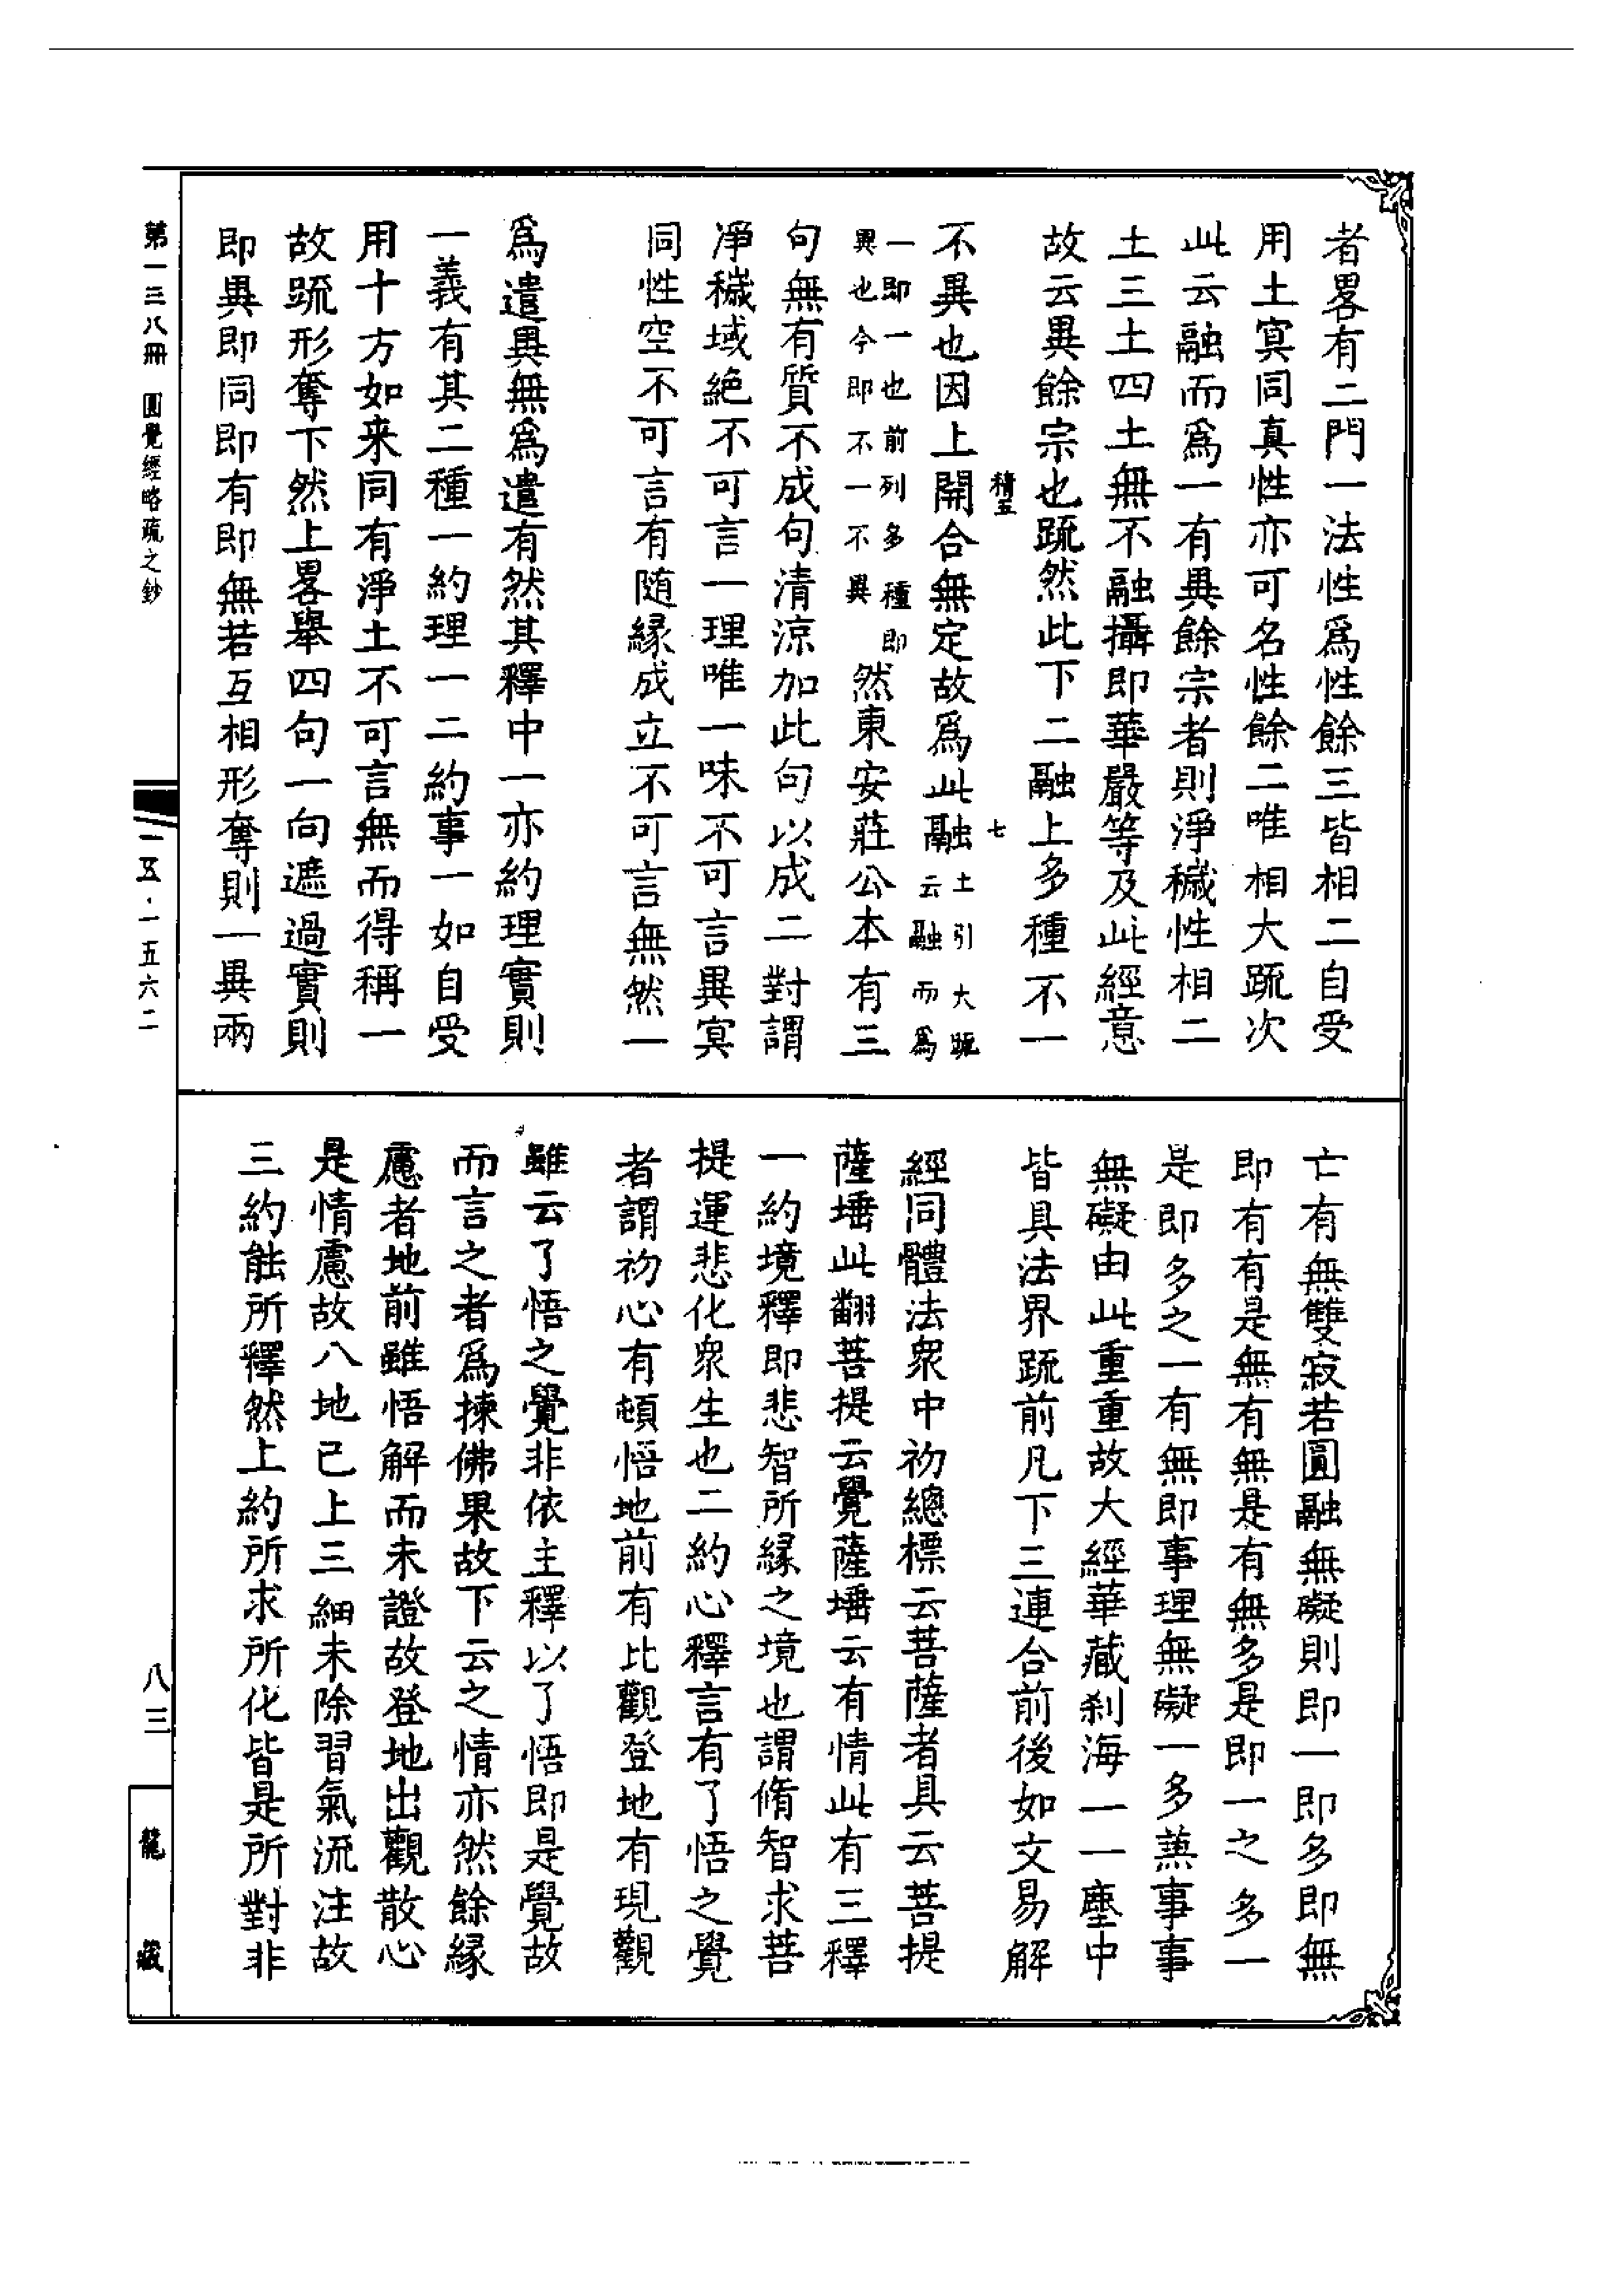 者畧有二門一法性爲性餘三皆相二自受
用土寘同真性亦可名性餘二唯相大䟽次
此云融而爲一有異餘宗者則淨穢性相二
土三土四土無不融攝即華嚴等及此經意
故云異餘宗也䟽然此下二融上多種不一
精五
七
不異也因上開合無定故爲此融土引大䟽
云融而爲
一即一也前列多種即
異也今即不一不異
然東安莊公本有三
句無有質不成句清涼加此句以成二對謂
淨穢域絶不可言一理唯一味不可言異寘
同性空不可言有随緣成立不可言無然一
爲遣異無爲遣有然其釋中一亦約理實則
一義有其二種一約理一二約事一如自受
用十方如来同有淨土不可言無而得稱一
故䟽形奪下然上畧舉四句一向遮過實則
即異即同即有即無若互相形奪則一異兩
亡有無雙寂若圓融無礙則即一即多即無
即有有是無有無是有無多是即一之多一
是即多之一有無即事理無礙一多兼事事
無礙由此重重故大經華藏刹海一一塵中
皆具法界䟽前凡下三連合前後如文易解
經同體法衆中初總標云菩薩者具云菩提
薩埵此翻菩提云覺薩埵云有情此有三釋
一約境釋即悲智所緣之境也謂脩智求菩
提運悲化衆生也二約心釋言有了悟之覺
者謂初心有頓悟地前有比觀登地有現觀
雖云了悟之覺非依主釋以了悟即是覺故
而言之者爲揀佛果故下云之情亦然餘緣
慮者地前雖悟解而未證故登地出觀散心
是情慮故八地已上三細未除習氣流注故
三約能所釋然上約所求所化皆是所對非
第一三八冊 圓覺經略疏之鈔
一五·一五六二
八三
龍藏